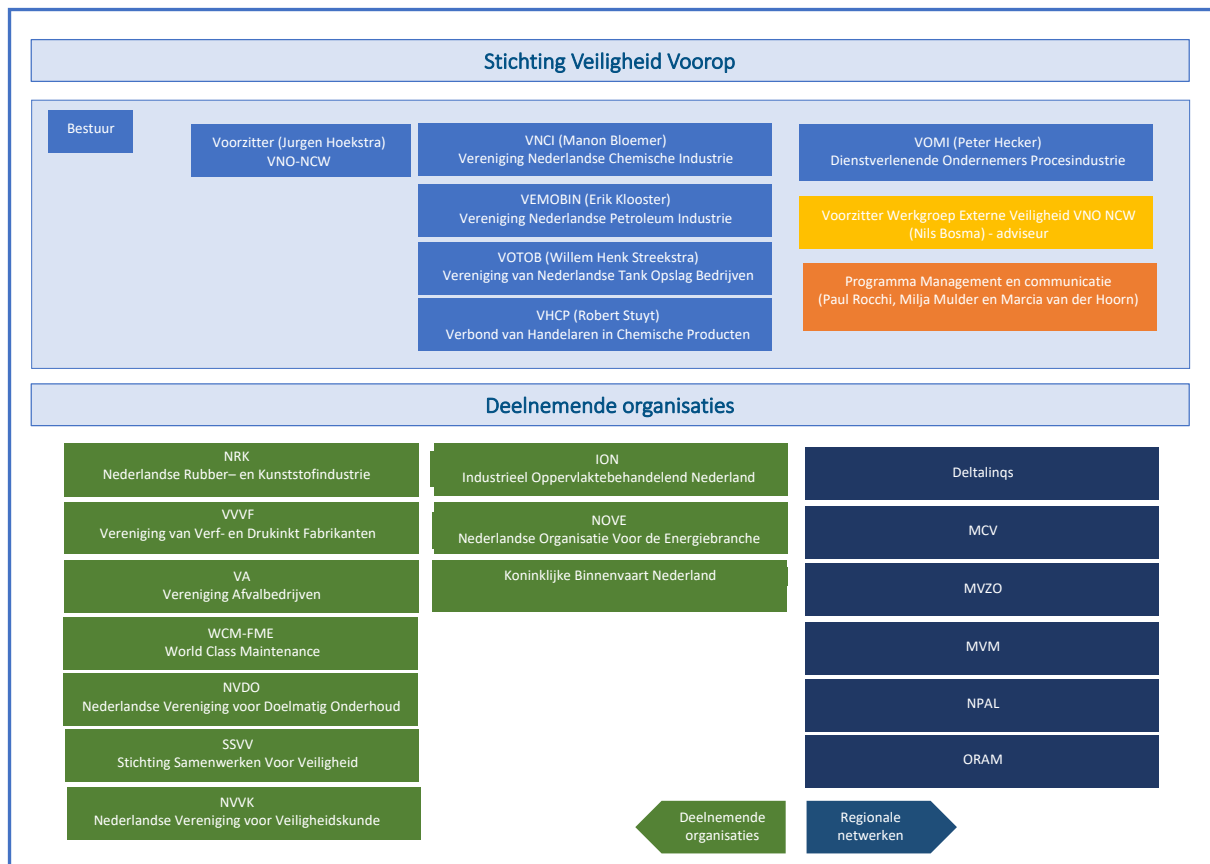 Stichting Veiligheid Voorop
Bestuur
Voorzitter (Jurgen Hoekstra)
VNO-NCW
VNCI (Manon Bloemer)
Vereniging Nederlandse Chemische Industrie
VEMOBIN (Erik Klooster)
Vereniging Nederlandse Petroleum Industrie
VOTOB (Willem Henk Streekstra)
Vereniging van Nederlandse Tank Opslag Bedrijven
VHCP (Robert Stuyt)
Verbond van Handelaren in Chemische Producten
VOMI (Peter Hecker)
Dienstverlenende Ondernemers Procesindustrie
Voorzitter Werkgroep Externe Veiligheid VNO NCW
(Nils Bosma) - adviseur
Programma Management en communicatie
(Paul Rocchi, Milja Mulder en Marcia van der Hoorn)
Deelnemende organisaties
NRK
Nederlandse Rubber– en Kunststofindustrie
VVVF
Vereniging van Verf- en Drukinkt Fabrikanten
VA
Vereniging Afvalbedrijven
WCM-FME
World Class Maintenance
NVDO
Nederlandse Vereniging voor Doelmatig Onderhoud
SSVV
Stichting Samenwerken Voor Veiligheid
NVVK
Nederlandse Vereniging voor Veiligheidskunde
ION
Industrieel Oppervlaktebehandelend Nederland
NOVE
Nederlandse Organisatie Voor de Energiebranche
Koninklijke Binnenvaart Nederland
Deltalinqs
MCV
MVZO
MVM
NPAL
ORAM
Deelnemende
organisaties
Regionale
netwerken